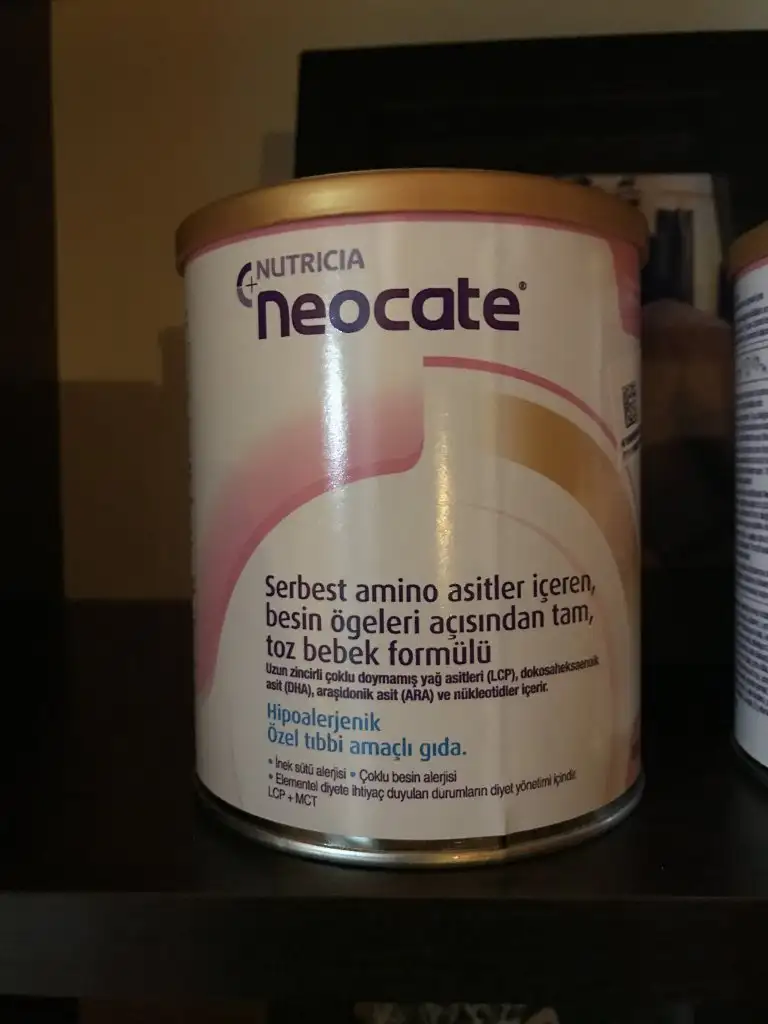 NUTRICIA
neocate®
Serbest amino asitler içeren,
besin ögeleri açısından tam,
toz bebek formülü
Uzun zincirli çoklu doymamış yağ asitleri (LCP), dokosaheksaenoik
asit (DHA), araşidonik asit (ARA) ve nükleotidler içerir.
Hipoalerjenik
Özel tıbbi amaçlı gıda.
• İnek sütü alerjisi • Çoklu besin alerjisi
• Elementel diyete ihtiyaç duyulan durumların diyet yönetimi içindir.
LCP + MCT